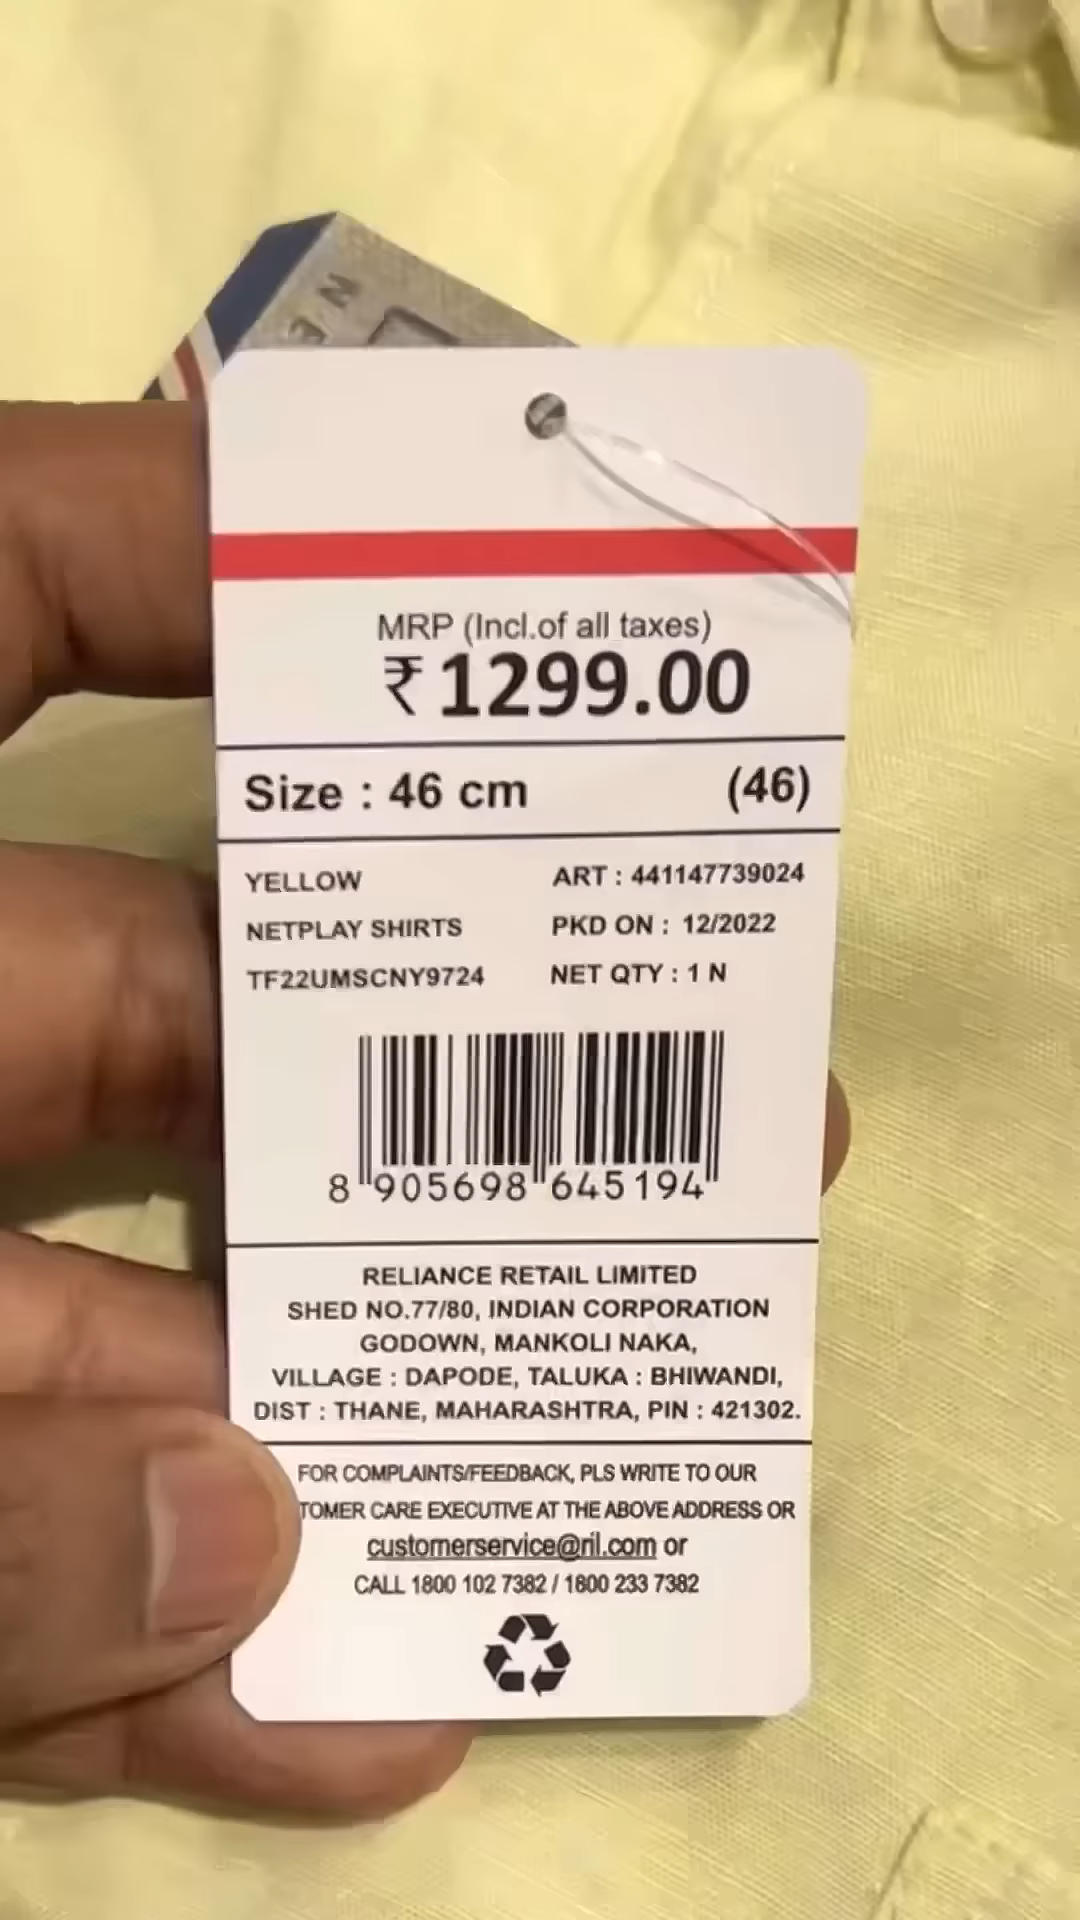 NE
MRP (Incl.of all taxes)
₹1299.00
Size : 46 cm (46)
YELLOW ART : 441147739024
NETPLAY SHIRTS PKD ON : 12/2022
TF22UMSCNY9724 NET QTY : 1 N
8 905698 645194
RELIANCE RETAIL LIMITED
SHED NO.77/80, INDIAN CORPORATION
GODOWN, MANKOLI NAKA,
VILLAGE : DAPODE, TALUKA : BHIWANDI,
DIST : THANE, MAHARASHTRA, PIN : 421302.
FOR COMPLAINTS/FEEDBACK, PLS WRITE TO OUR
TOMER CARE EXECUTIVE AT THE ABOVE ADDRESS OR
customerservice@ril.com or
CALL 1800 102 7382 / 1800 233 7382